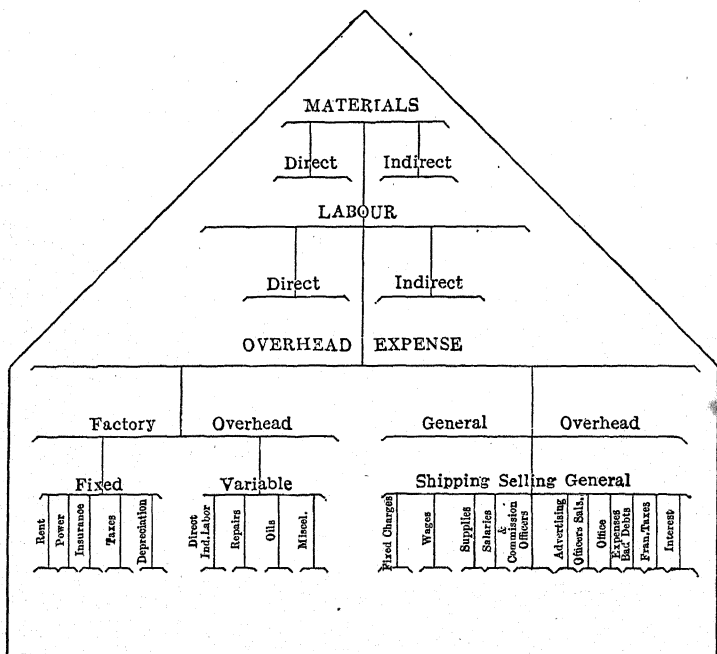 MATERIALS
Direct Indirect
LABOUR
Direct Indirect
OVERHEAD EXPENSE
Factory Overhead General Overhead
Fixed Variable Shipping Selling General
Rent
Power
Insurance
Taxes
Depreciation
Direct
Ind. Labor
Repairs
Oils
Miscel.
Fixed Charges
Wages
Supplies
Salaries
&
Commission
Officers
Advertising
Officers Sals.
Office
Expenses
Bad Debts
Fran. Taxes
Interest